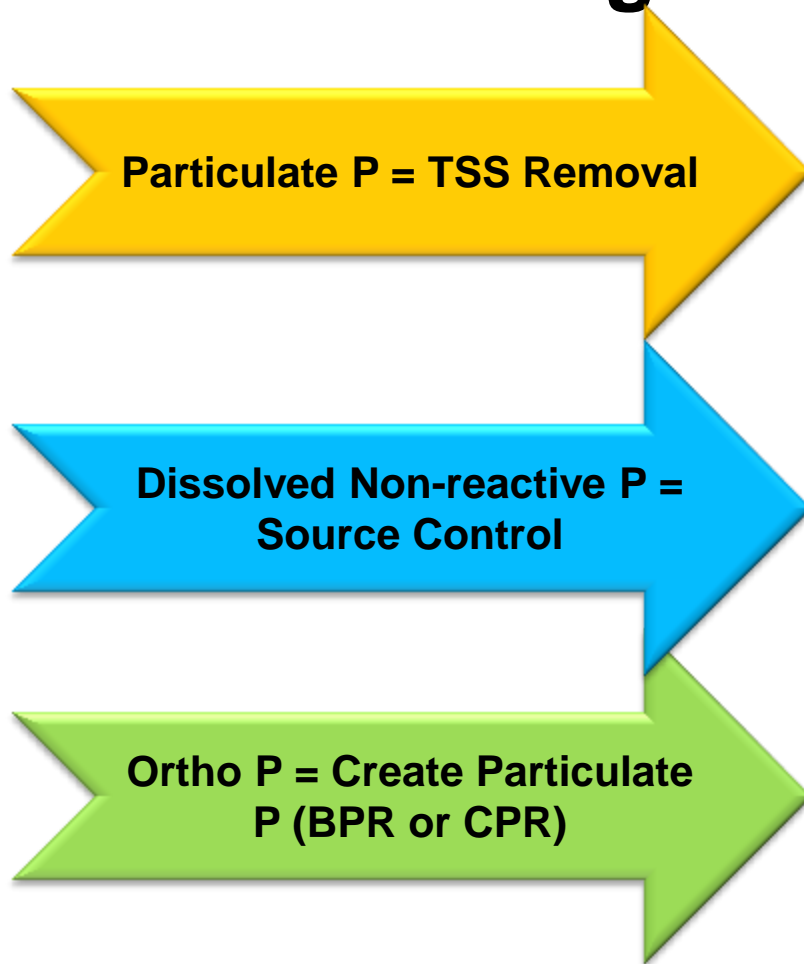 Particulate P = TSS Removal
Dissolved Non-reactive P =
Source Control
Ortho P = Create Particulate
P (BPR or CPR)